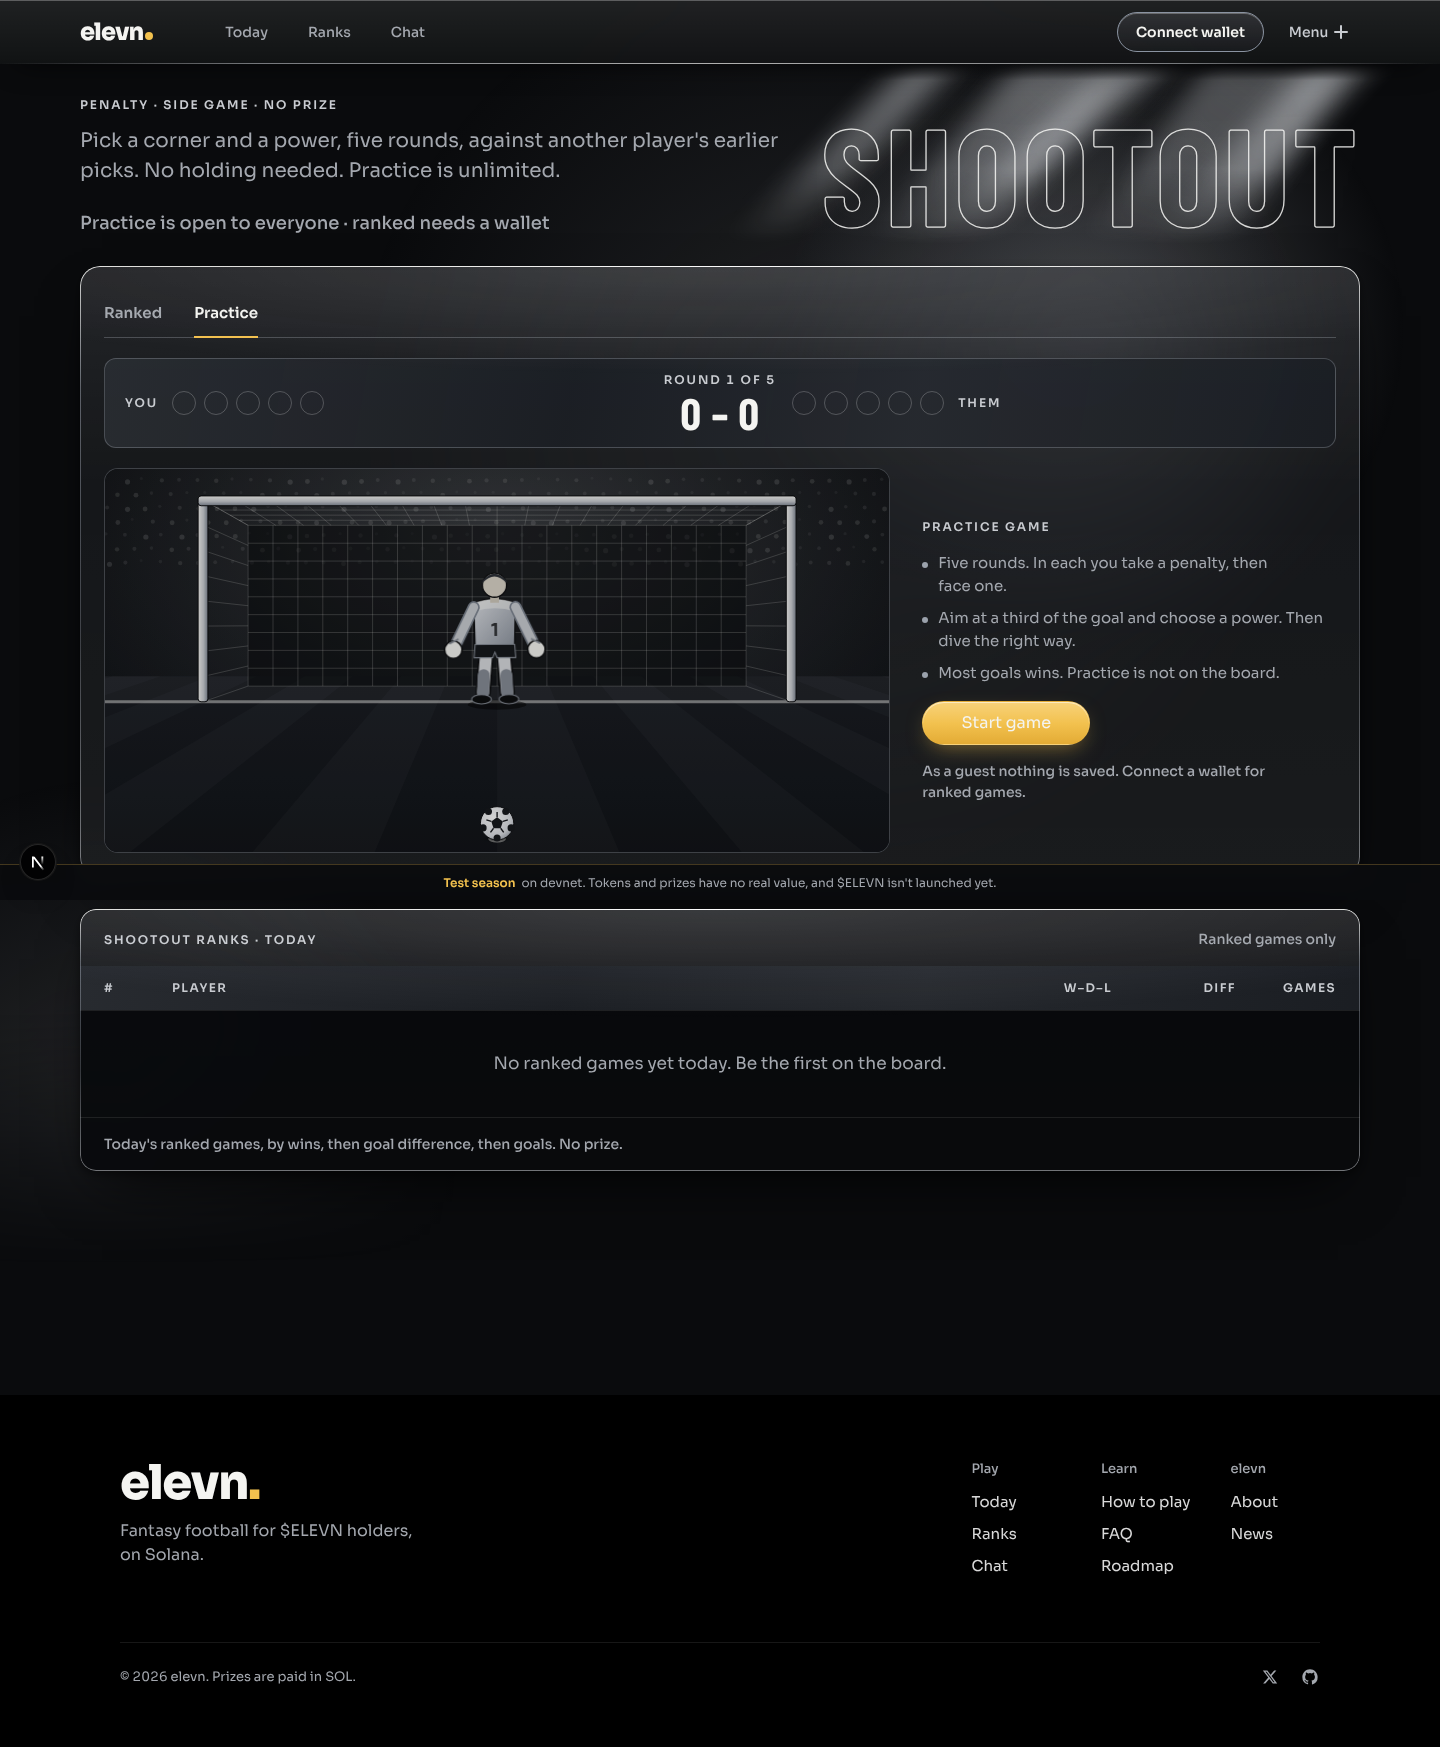 elevn.
Today
Ranks
Chat
Connect wallet
Menu
PENALTY · SIDE GAME · NO PRIZE
Pick a corner and a power, five rounds, against another player's earlier
picks. No holding needed. Practice is unlimited.
Practice is open to everyone · ranked needs a wallet
SHOOTOUT
Ranked
Practice
YOU
ROUND 1 OF 5
0 - 0
THEM
1
PRACTICE GAME
Five rounds. In each you take a penalty, then
face one.
Aim at a third of the goal and choose a power. Then
dive the right way.
Most goals wins. Practice is not on the board.
Start game
As a guest nothing is saved. Connect a wallet for
ranked games.
N
Test season on devnet. Tokens and prizes have no real value, and $ELEVN isn't launched yet.
SHOOTOUT RANKS · TODAY
Ranked games only
# PLAYER W–D–L DIFF GAMES
No ranked games yet today. Be the first on the board.
Today's ranked games, by wins, then goal difference, then goals. No prize.
elevn.
Fantasy football for $ELEVN holders,
on Solana.
Play
Today
Ranks
Chat
Learn
How to play
FAQ
Roadmap
elevn
About
News
© 2026 elevn. Prizes are paid in SOL.